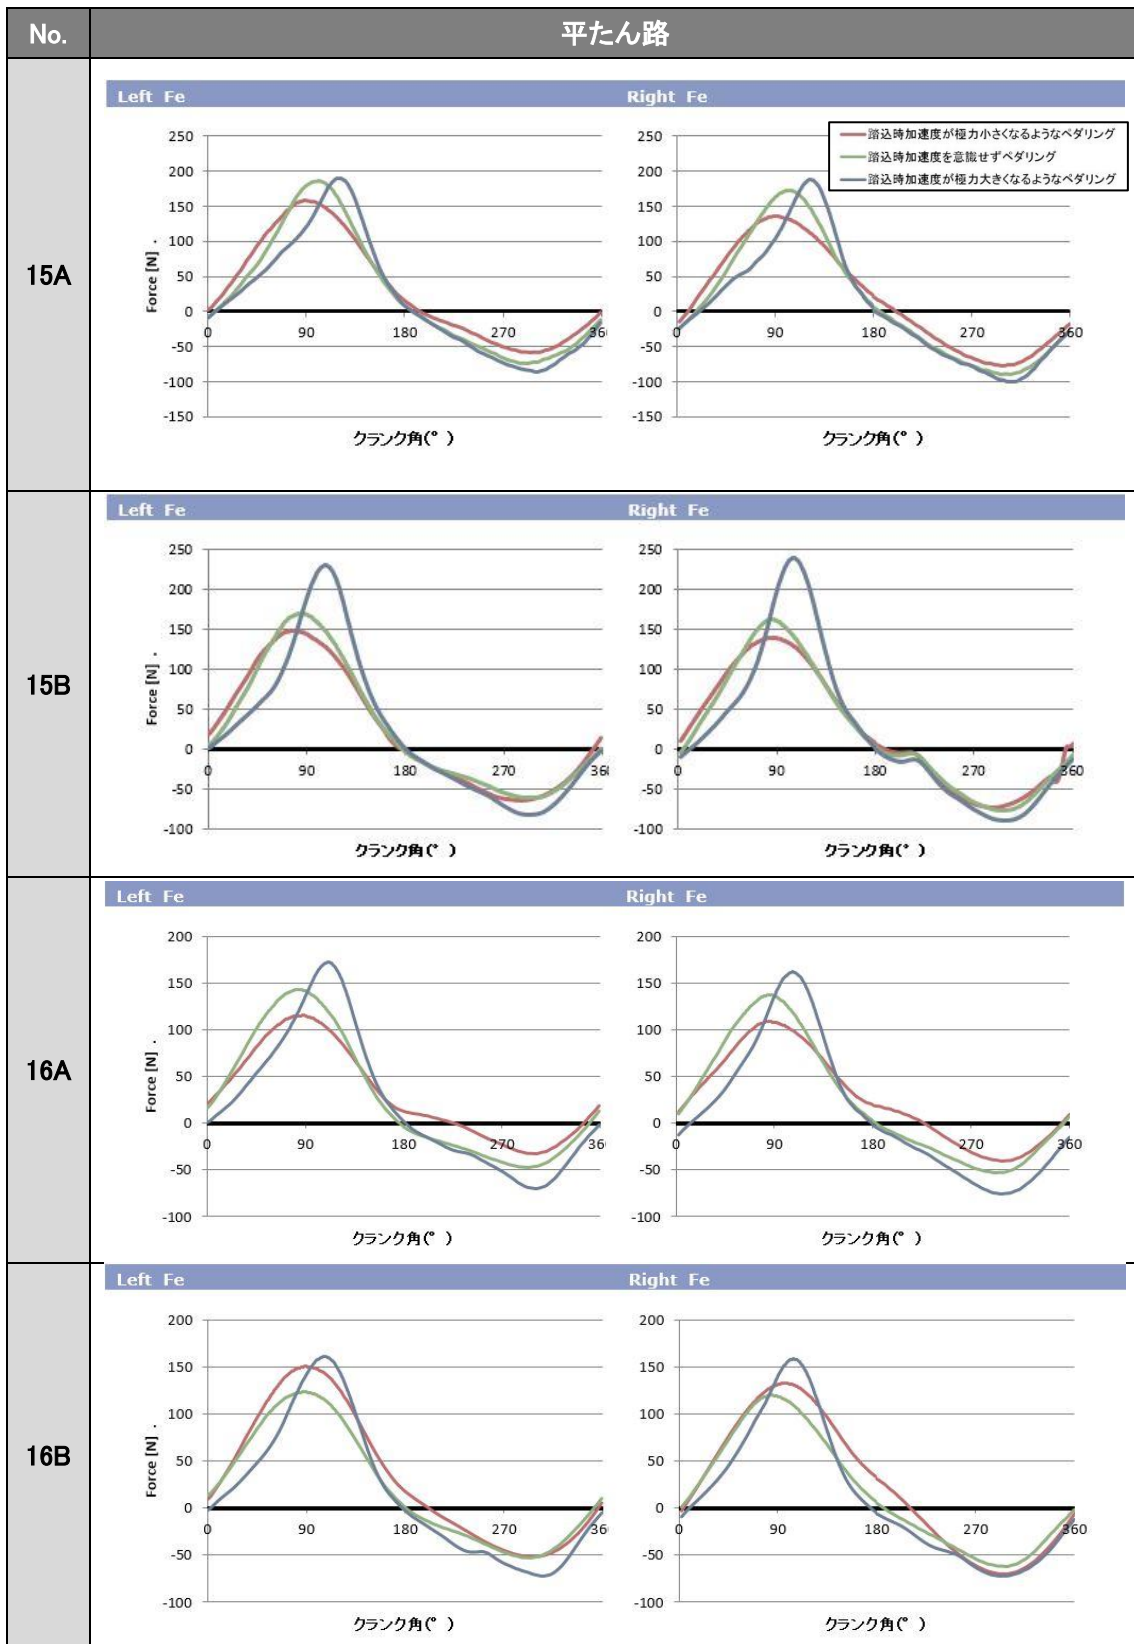 No. 平たん路
15A
Left Fe Right Fe
踏込時加速度が極力小さくなるようなペダリング
踏込時加速度を意識せずペダリング
踏込時加速度が極力大きくなるようなペダリング
250 250
200 200
150 150
100 100
50 50
0 0
-50 -50
-100 -100
-150 -150
0 90 180 270 36 0 90 180 270 360
Force [N] .
クランク角(° ) クランク角(° )
15B
Left Fe Right Fe
250 250
200 200
150 150
100 100
50 50
0 0
-50 -50
-100 -100
0 90 180 270 36 0 90 180 270 360
Force [N] .
クランク角(° ) クランク角(° )
16A
Left Fe Right Fe
200 200
150 150
100 100
50 50
0 0
-50 -50
-100 -100
0 90 180 270 36 0 90 180 270 360
Force [N] .
クランク角(° ) クランク角(° )
16B
Left Fe Right Fe
200 200
150 150
100 100
50 50
0 0
-50 -50
-100 -100
0 90 180 270 36 0 90 180 270 360
Force [N] .
クランク角(° ) クランク角(° )